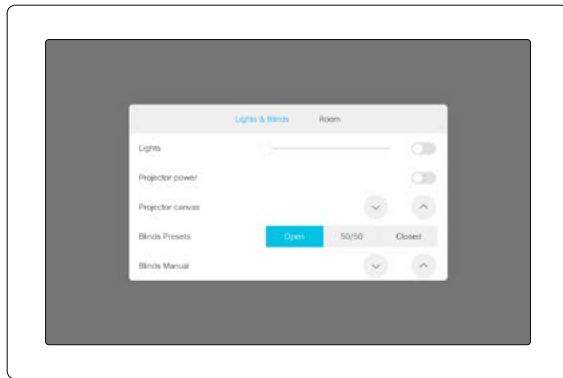 Lights & Blinds Room
Lights
Projector power
Projector canvas
Blinds Presets Open 50/50 Closed
Blinds Manual